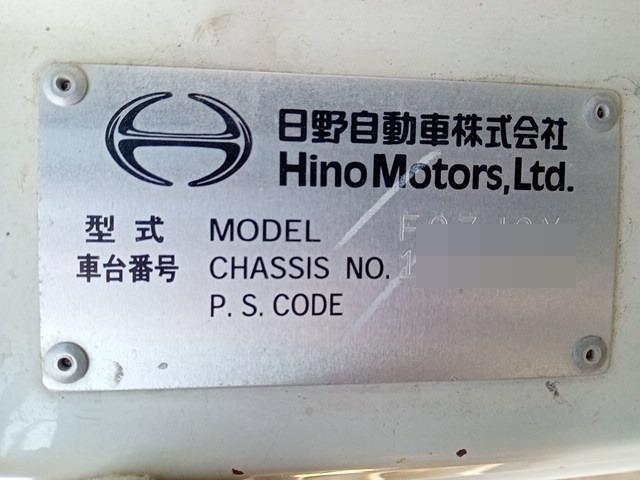 日野自動車株式会社
Hino Motors, Ltd.
型式 MODEL
車台番号 CHASSIS NO. 1
P. S. CODE